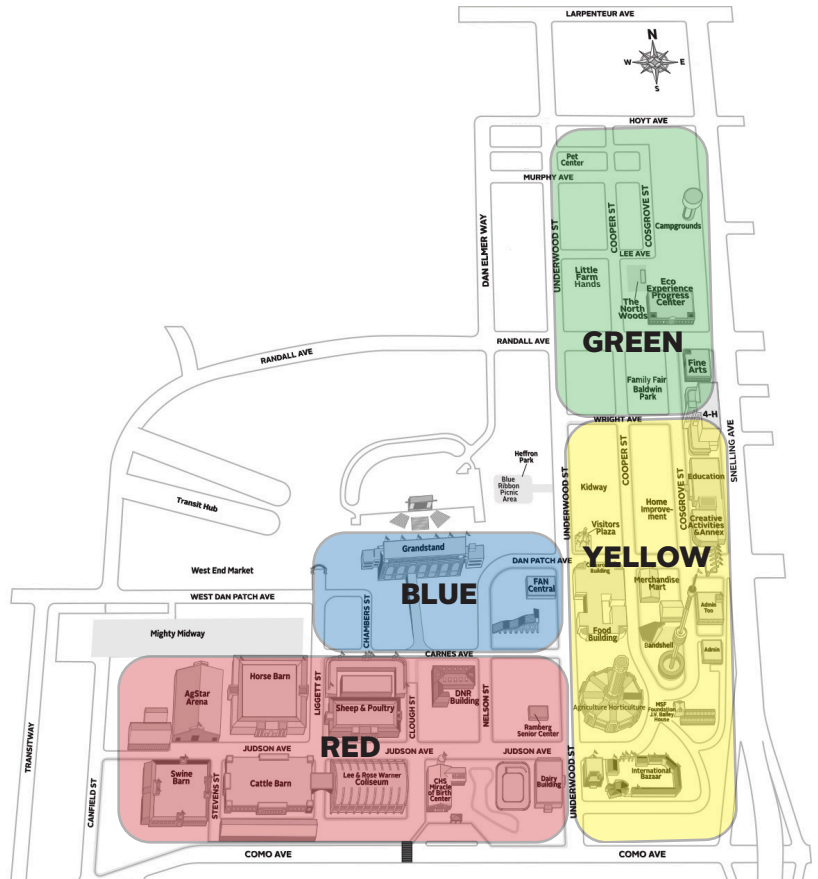 LARPENTEUR AVE
N
W
E
S
HOYT AVE
Pet
Center
MURPHY AVE
DAN ELMER WAY
UNDERWOOD ST
COOPER ST
COSGROVE ST
Campgrounds
LEE AVE
Little
Farm
Hands
Eco
Experience
Progress
Center
The
North
Woods
GREEN
RANDALL AVE
RANDALL AVE
Fine
Arts
Family Fair
Baldwin
Park
WRIGHT AVE
4-H
SNELLING AVE
Heffron
Park
Blue
Ribbon
Picnic
Area
UNDERWOOD ST
COOPER ST
COSGROVE ST
Education
Kidway
Home
Improve-
ment
Creative
Activities
&Annex
Visitors
Plaza
YELLOW
Transit Hub
Grandstand
DAN PATCH AVE
West End Market
BLUE
FAN
Central
Building
Merchandise
Mart
WEST DAN PATCH AVE
CHAMBERS ST
Admin
Too
Mighty Midway
Food
Building
Bandshell
Admin
CARNES AVE
AgStar
Arena
Horse Barn
LIGGETT ST
Sheep & Poultry
CLOUGH ST
DNR
Building
NELSON ST
Ramberg
Senior Center
Agriculture Horticulture
MSF
Foundation
J.V. Bailey
House
RED
JUDSON AVE
JUDSON AVE
JUDSON AVE
TRANSITWAY
CANFIELD ST
Swine
Barn
STEVENS ST
Cattle Barn
Lee & Rose Warner
Coliseum
CHS
Miracle
of Birth
Center
Dairy
Building
UNDERWOOD ST
International
Bazaar
COMO AVE
COMO AVE